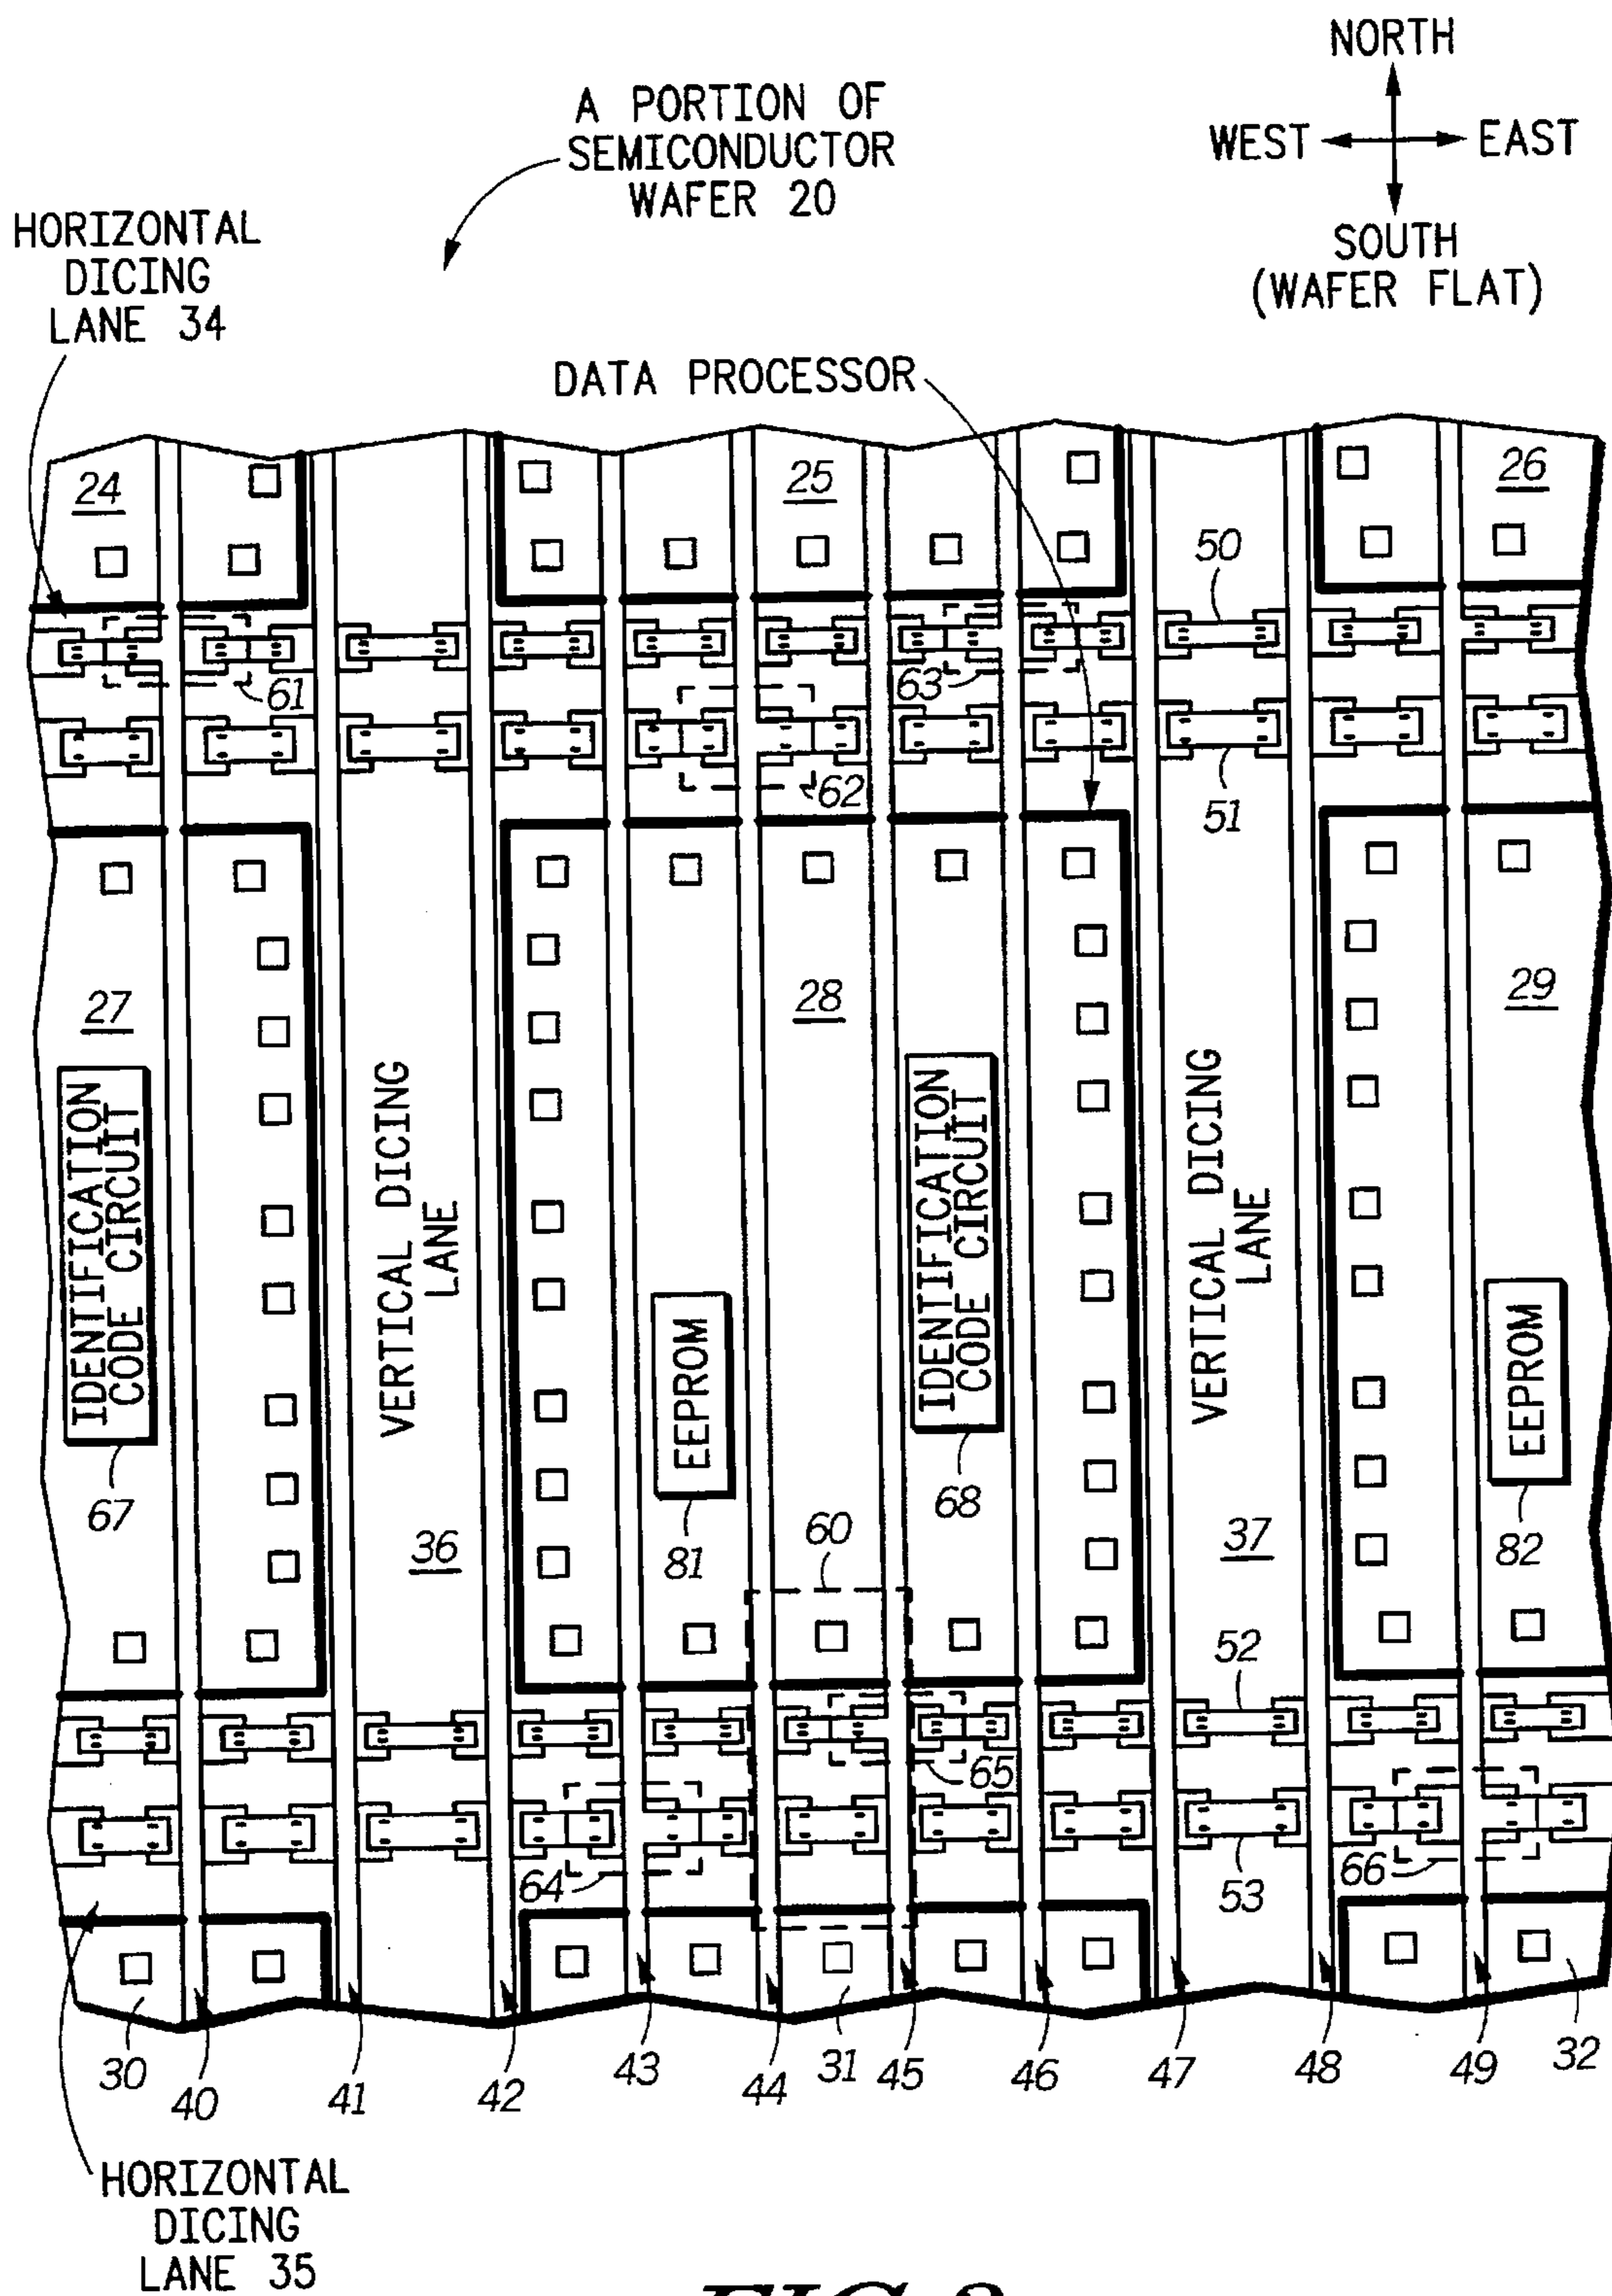 NORTH
WEST EAST
SOUTH
(WAFER FLAT)
A PORTION OF
SEMICONDUCTOR
WAFER 20
HORIZONTAL
DICING
LANE 34
DATA PROCESSOR
24
25
26
50
61
63
62
51
27
28
29
IDENTIFICATION
CODE CIRCUIT
VERTICAL DICING
LANE
EEPROM
IDENTIFICATION
CODE CIRCUIT
VERTICAL DICING
LANE
EEPROM
67
36
81
60
68
37
82
52
65
64
66
53
30
40
41
42
43
44
31
45
46
47
48
49
32
HORIZONTAL
DICING
LANE 35